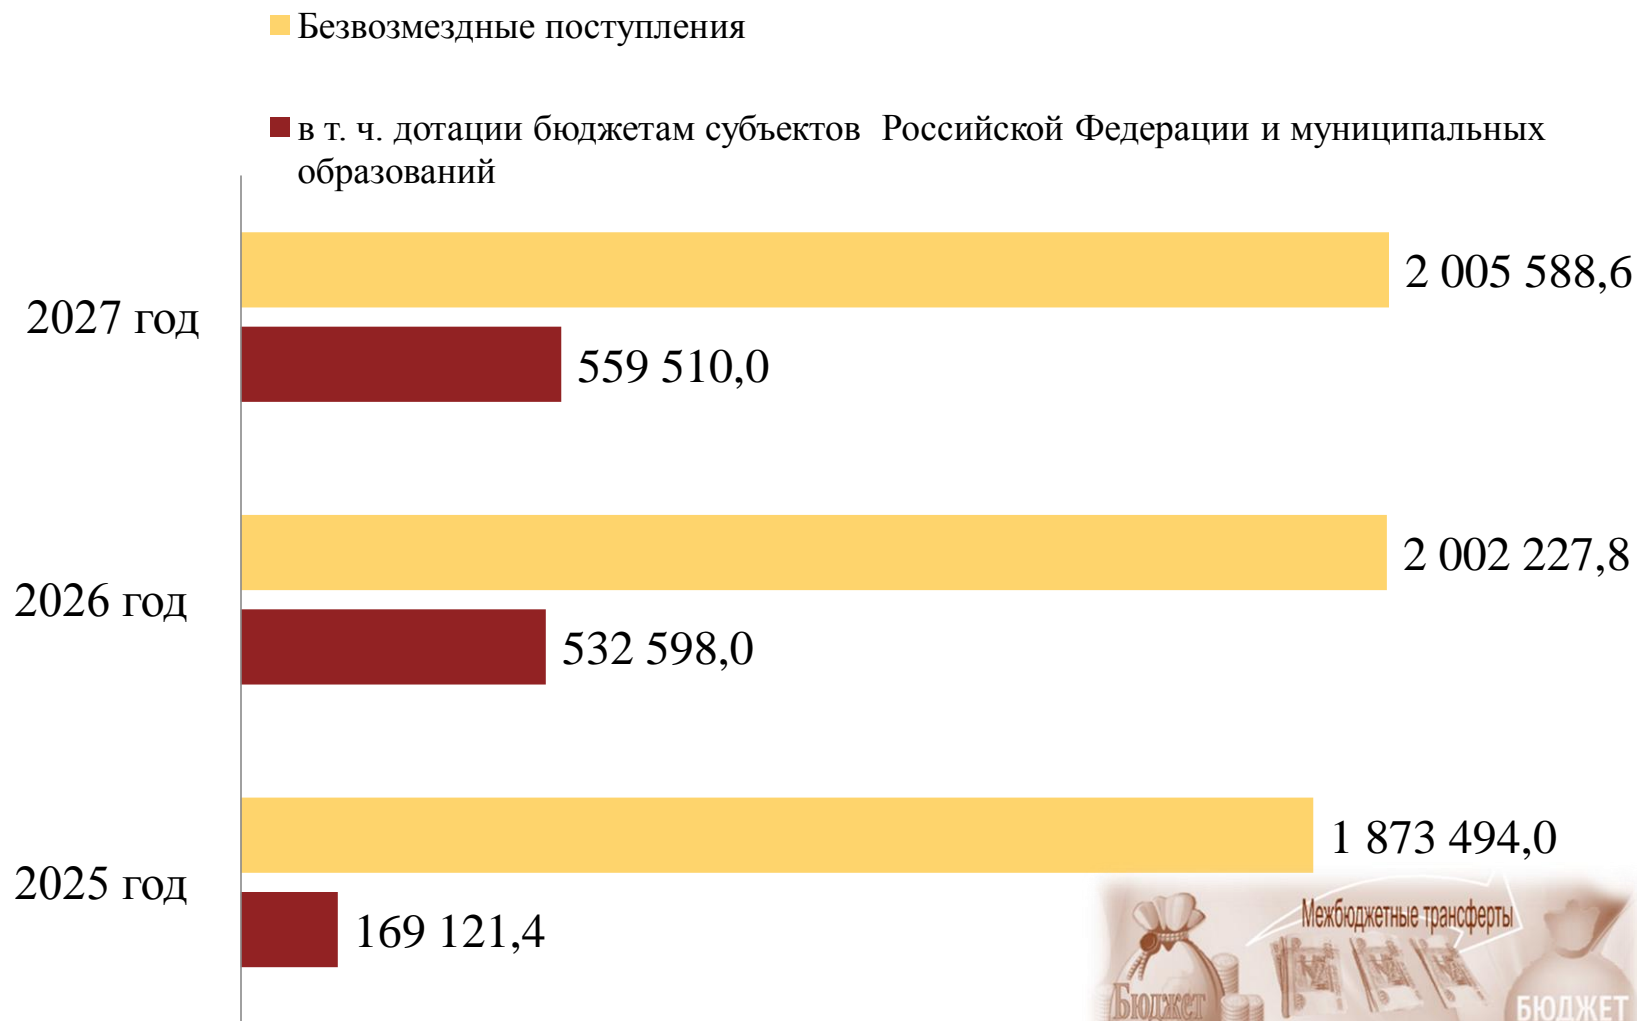 Безвозмездные поступления
в т. ч. дотации бюджетам субъектов Российской Федерации и муниципальных
образований
2 005 588,6
2027 год
559 510,0
2 002 227,8
2026 год
532 598,0
1 873 494,0
2025 год
169 121,4
Межбюджетные трансферты
Бюджет
БЮДЖЕТ